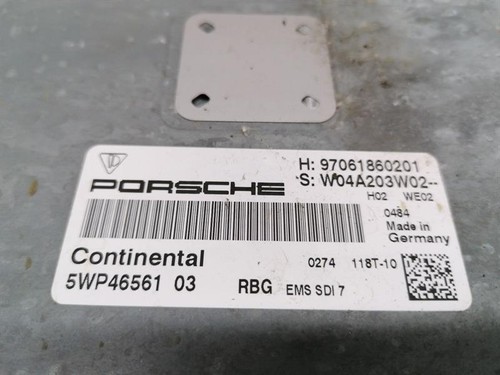 H: 97061860201
PORSCHE S: W04A203W02--
H02 WE02
0484
Made in
Germany
Continental 0274 118T-10
5WP46561 03 RBG EMS SDI 7